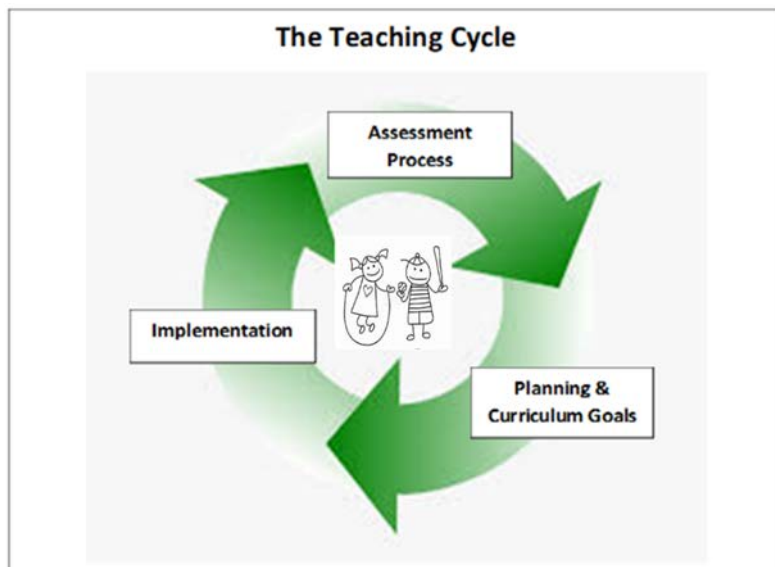 The Teaching Cycle
Assessment
Process
Implementation
Planning &
Curriculum Goals